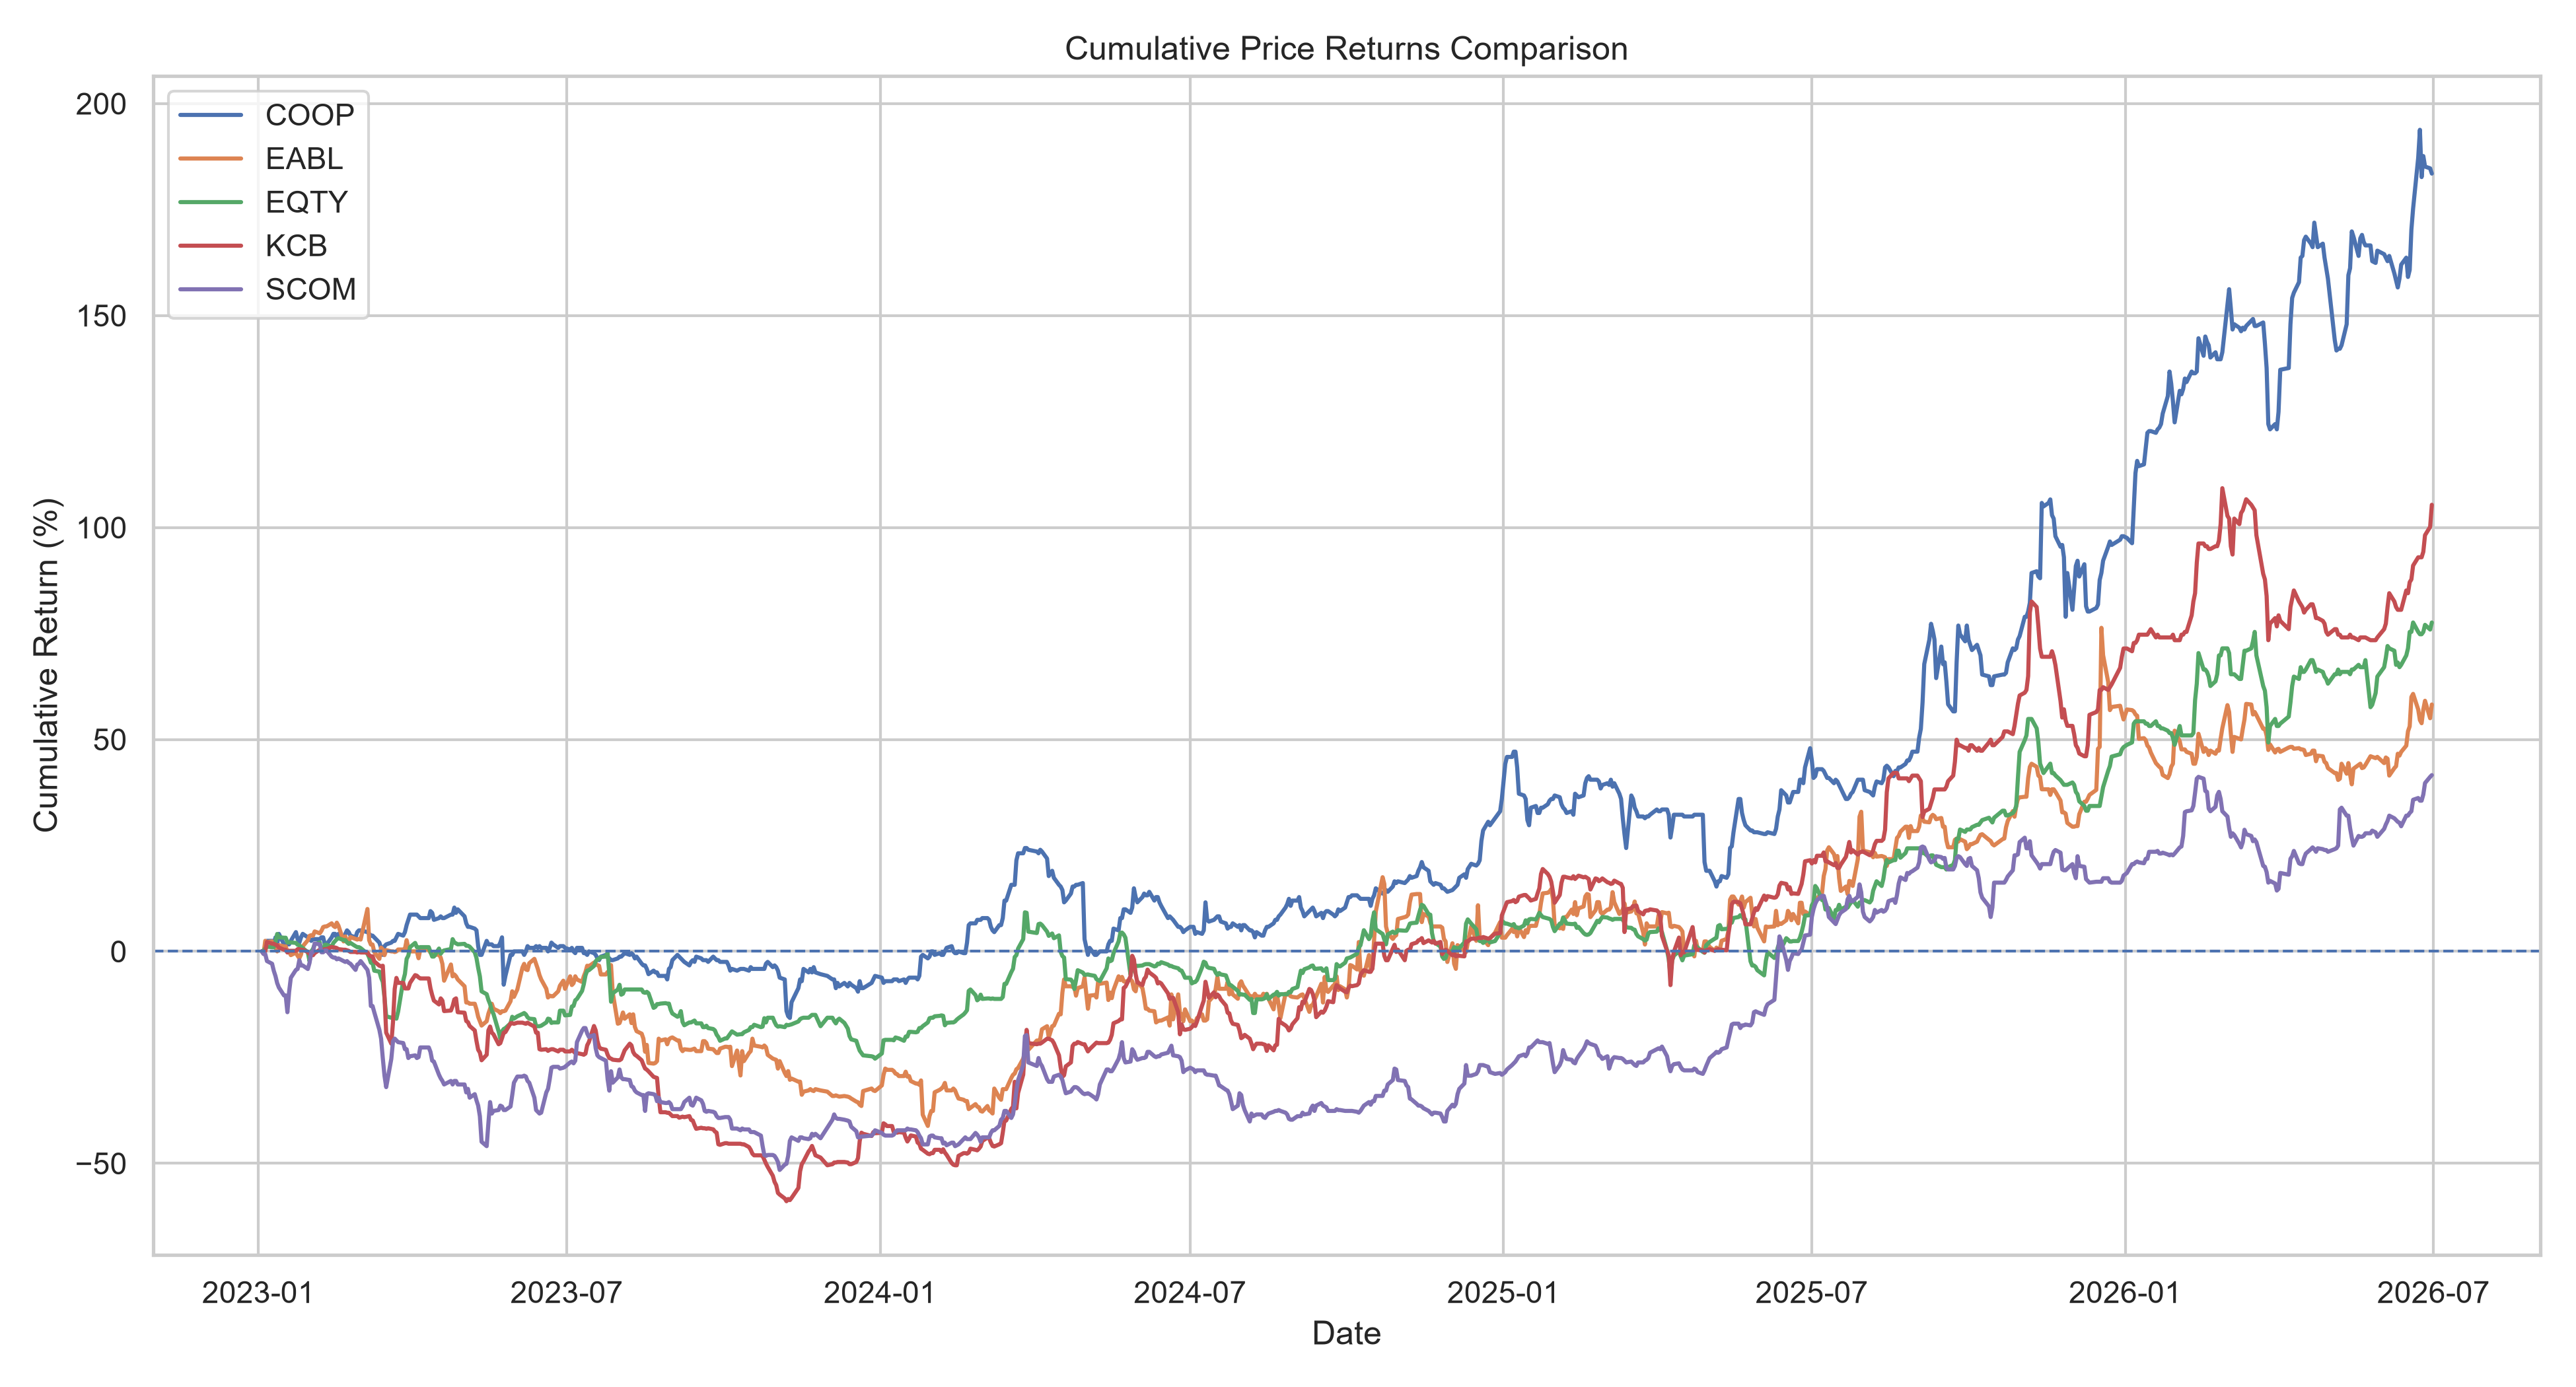 Cumulative Price Returns Comparison
COOP
EABL
EQTY
KCB
SCOM
Cumulative Return (%)
200
150
100
50
0
−50
2023-01
2023-07
2024-01
2024-07
2025-01
2025-07
2026-01
2026-07
Date